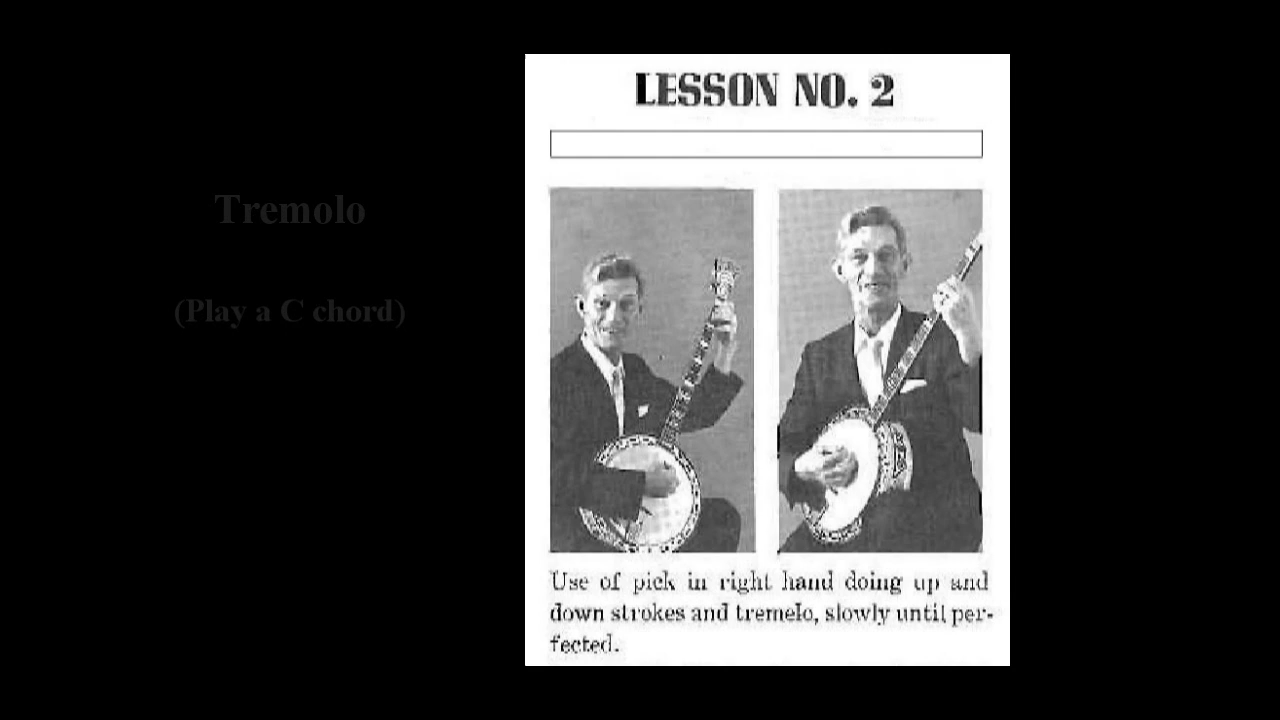 Tremolo
(Play a C chord)
LESSON NO. 2
Use of pick in right hand doing up and
down strokes and tremelo, slowly until per-
fected.